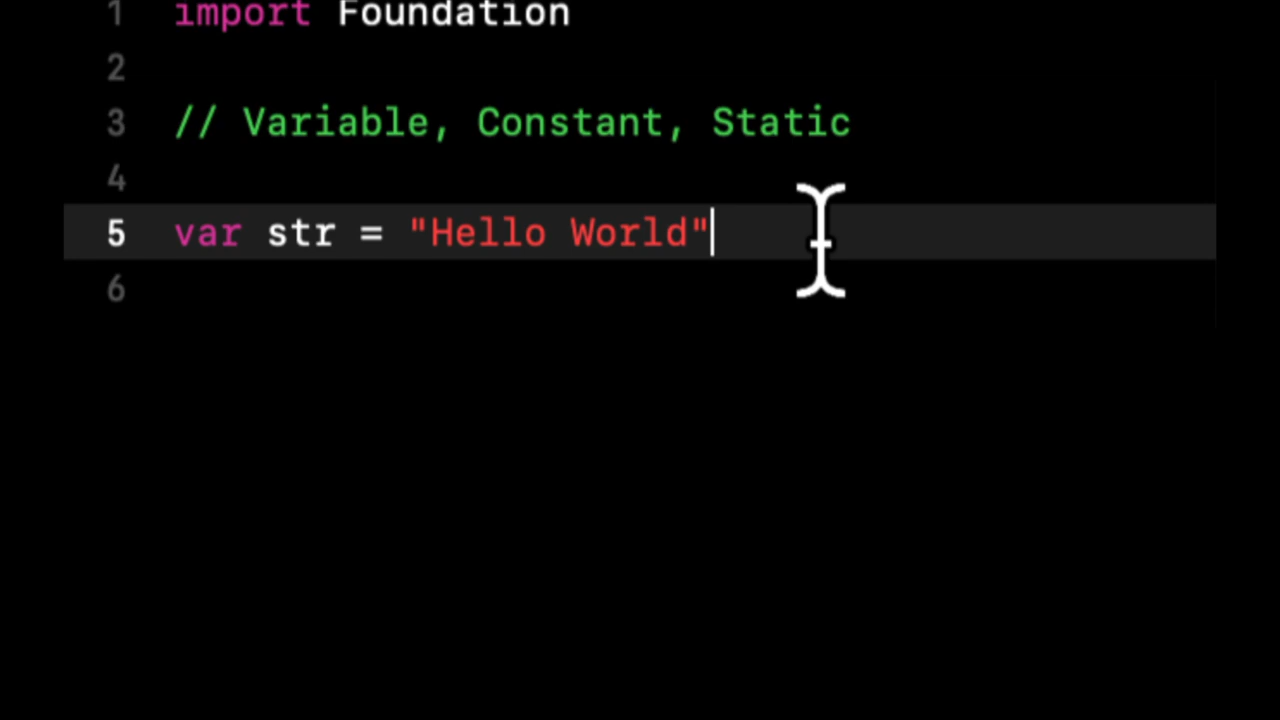 1 import Foundation
2
3 // Variable, Constant, Static
4
5 var str = "Hello World"
6